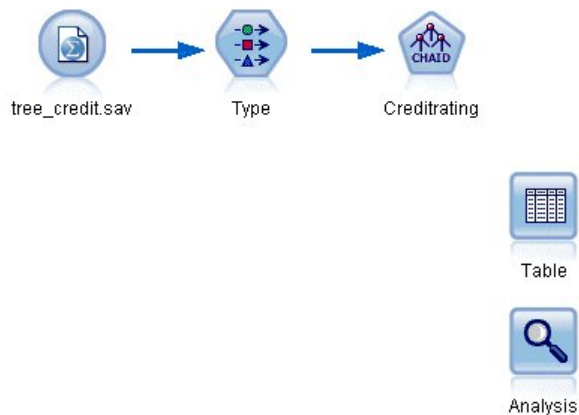 CHAID
tree_credit.sav
Type
Creditrating
Table
Analysis